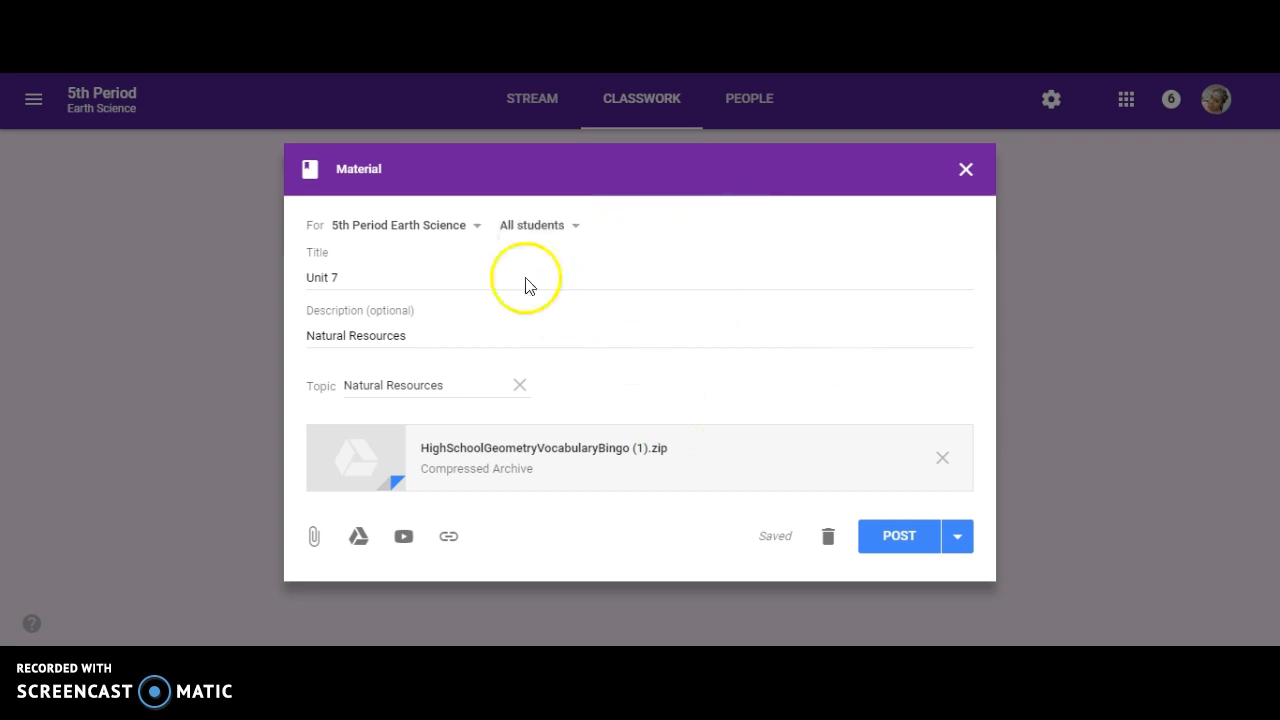 5th Period
Earth Science
STREAM CLASSWORK PEOPLE
6
Material
For 5th Period Earth Science All students
Title
Unit 7
Description (optional)
Natural Resources
Topic Natural Resources
HighSchoolGeometryVocabularyBingo (1).zip
Compressed Archive
Saved POST
?
RECORDED WITH
SCREENCAST MATIC